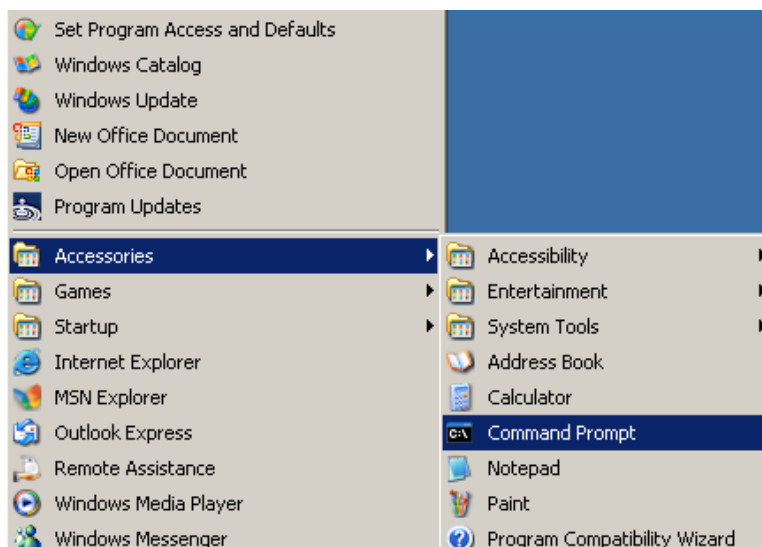 Set Program Access and Defaults
Windows Catalog
Windows Update
New Office Document
Open Office Document
Program Updates
Accessories
Games
Startup
Internet Explorer
MSN Explorer
Outlook Express
Remote Assistance
Windows Media Player
Windows Messenger
Accessibility
Entertainment
System Tools
Address Book
Calculator
C:\
Command Prompt
Notepad
Paint
Program Compatibility Wizard